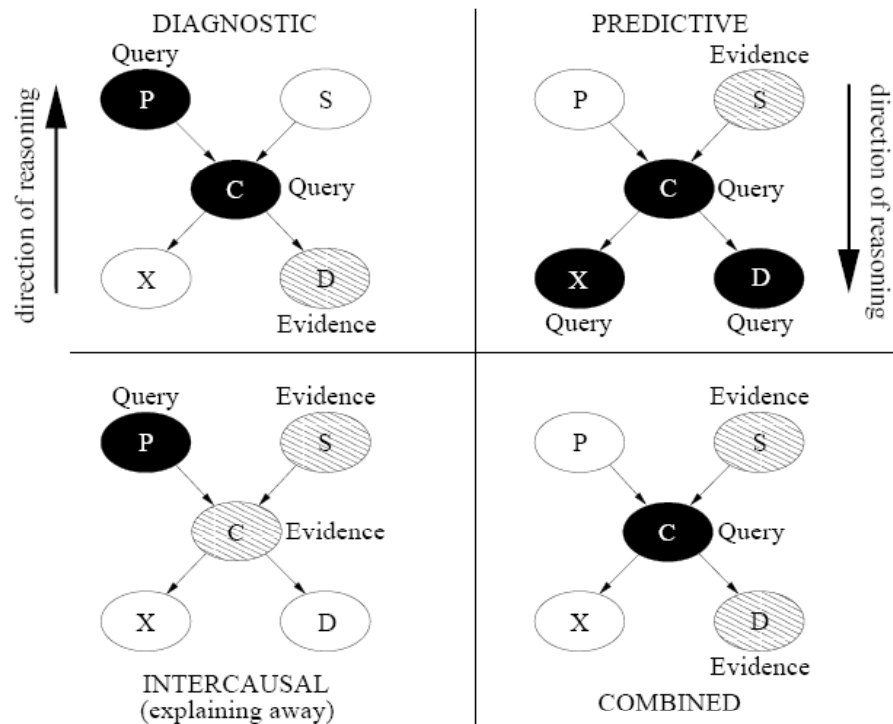 DIAGNOSTIC
Query
P
S
C
Query
X
D
Evidence
direction of reasoning
PREDICTIVE
Evidence
P
S
C
Query
X
D
Query
Query
direction of reasoning
Query
Evidence
P
S
C
Evidence
X
D
INTERCAUSAL
(explaining away)
Evidence
P
S
C
Query
X
D
Evidence
COMBINED